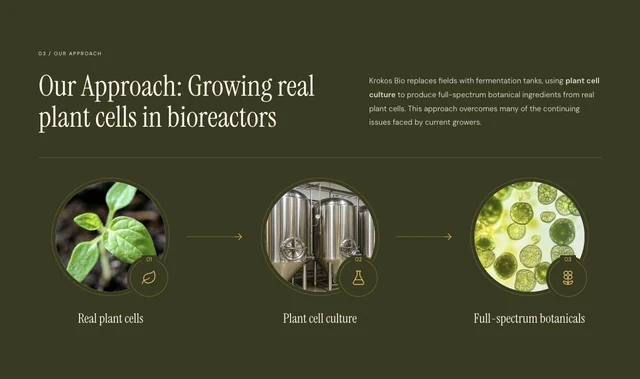 03 / OUR APPROACH
Our Approach: Growing real
plant cells in bioreactors
Krokos Bio replaces fields with fermentation tanks, using plant cell
culture to produce full-spectrum botanical ingredients from real
plant cells. This approach overcomes many of the continuing
issues faced by current growers.
01
02
03
Real plant cells
Plant cell culture
Full-spectrum botanicals